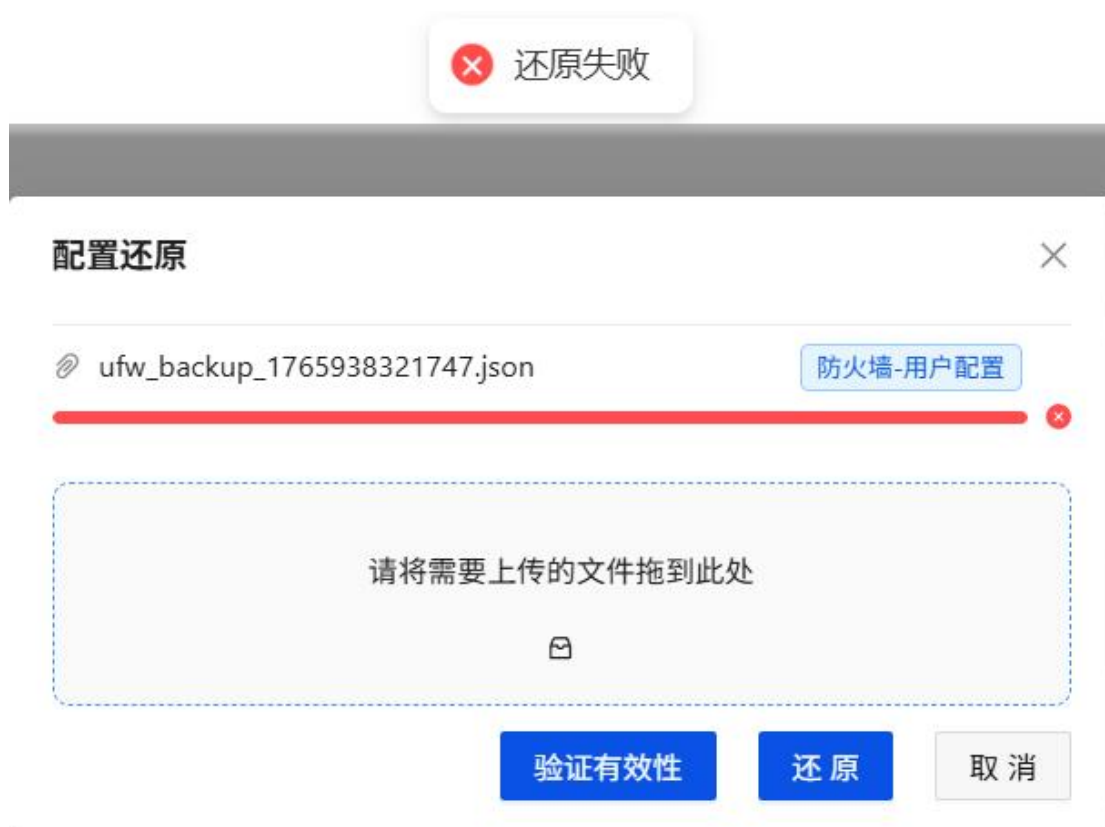 还原失败
配置还原
ufw_backup_1765938321747.json 防火墙-用户配置
请将需要上传的文件拖到此处
验证有效性 还原 取消